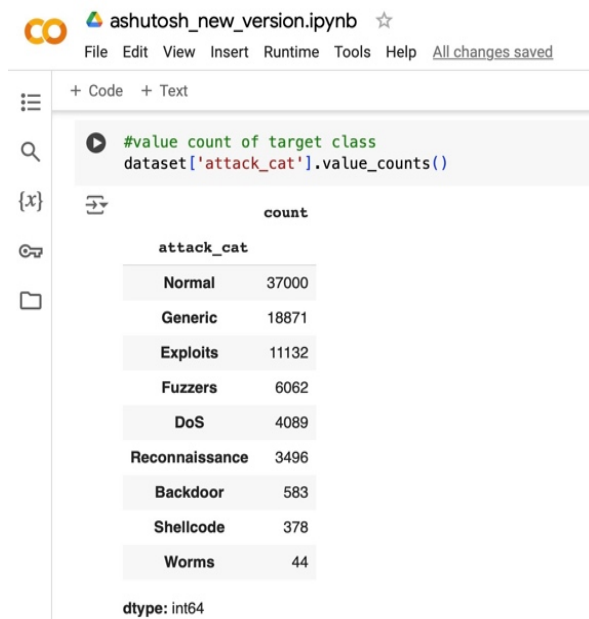 ashutosh_new_version.ipynb
File Edit View Insert Runtime Tools Help All changes saved
+ Code + Text
#value count of target class
dataset['attack_cat'].value_counts()
{x}
count
attack_cat
Normal 37000
Generic 18871
Exploits 11132
Fuzzers 6062
DoS 4089
Reconnaissance 3496
Backdoor 583
Shellcode 378
Worms 44
dtype: int64